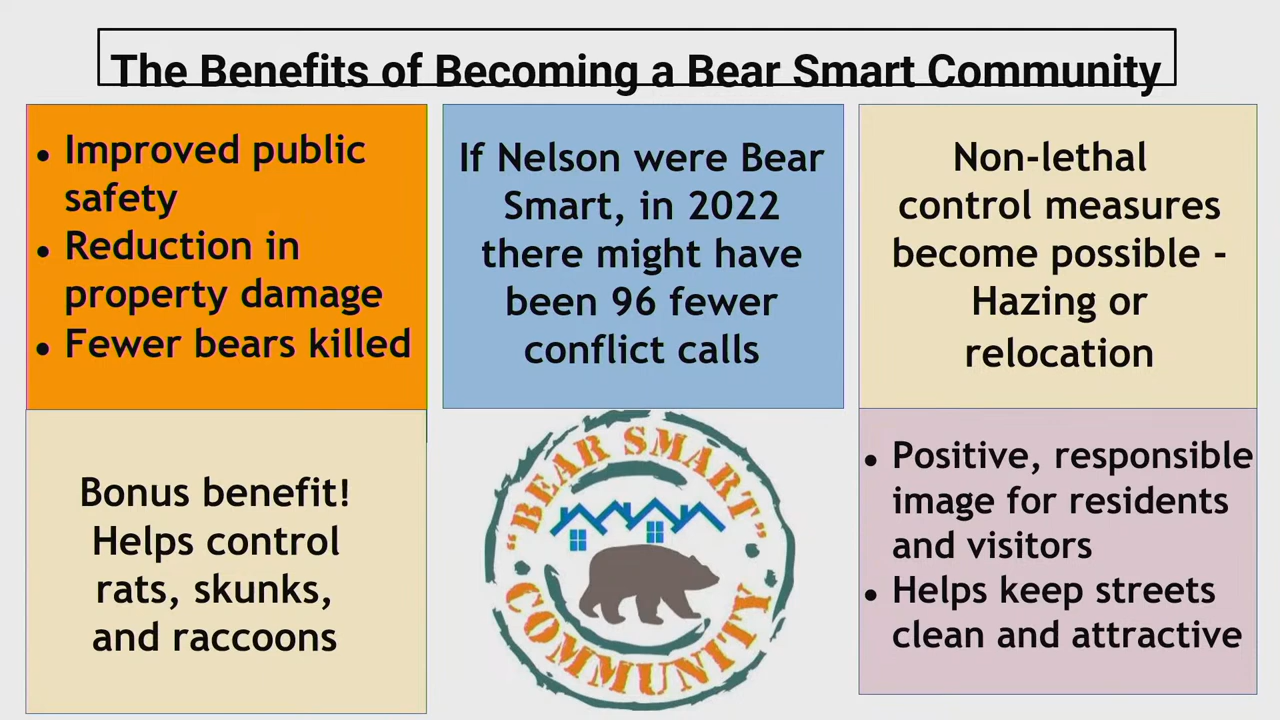 The Benefits of Becoming a Bear Smart Community
• Improved public
safety
• Reduction in
property damage
• Fewer bears killed
If Nelson were Bear
Smart, in 2022
there might have
been 96 fewer
conflict calls
Non-lethal
control measures
become possible -
Hazing or
relocation
Bonus benefit!
Helps control
rats, skunks,
and raccoons
"BEAR SMART"
COMMUNITY
• Positive, responsible
image for residents
and visitors
• Helps keep streets
clean and attractive